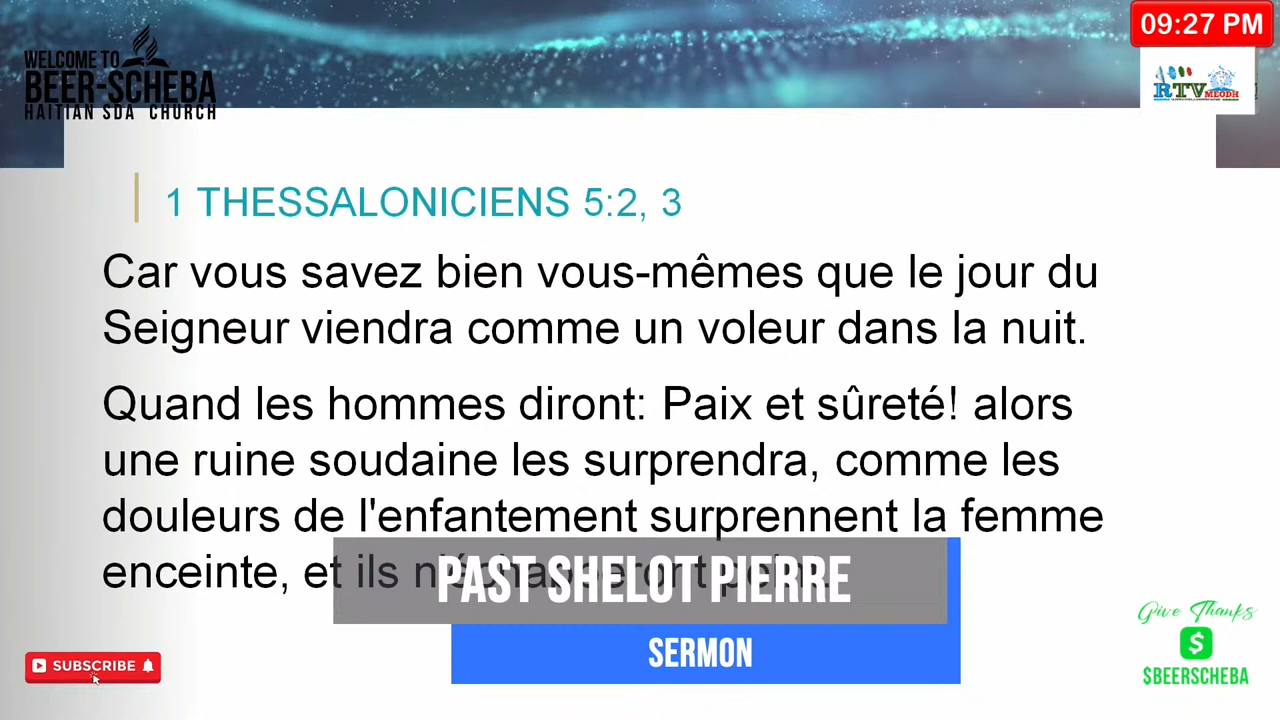 09:27 PM
WELCOME TO
BEER-SCHEBA
HAITIAN SDA CHURCH
RTV MLODH
1 THESSALONICIENS 5:2, 3
Car vous savez bien vous-mêmes que le jour du
Seigneur viendra comme un voleur dans la nuit.
Quand les hommes diront: Paix et sûreté! alors
une ruine soudaine les surprendra, comme les
douleurs de l'enfantement surprennent la femme
enceinte, et ils n'échapperont
PAST SHELOT PIERRE
SERMON
SUBSCRIBE
Give Thanks
$
$BEERSCHEBA